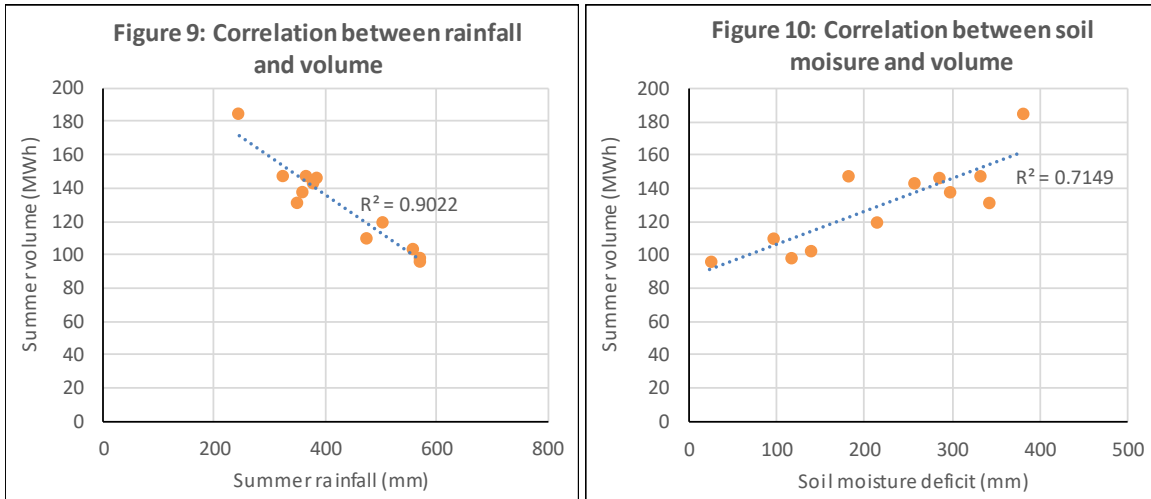 Figure 9: Correlation between rainfall
and volume
200
180
160
140
120
100
80
60
40
20
0
0 200 400 600 800
Summer volume (MWh)
Summer rainfall (mm)
R² = 0.9022
Figure 10: Correlation between soil
moisure and volume
200
180
160
140
120
100
80
60
40
20
0
0 100 200 300 400 500
Summer volume (MWh)
Soil moisture deficit (mm)
R² = 0.7149